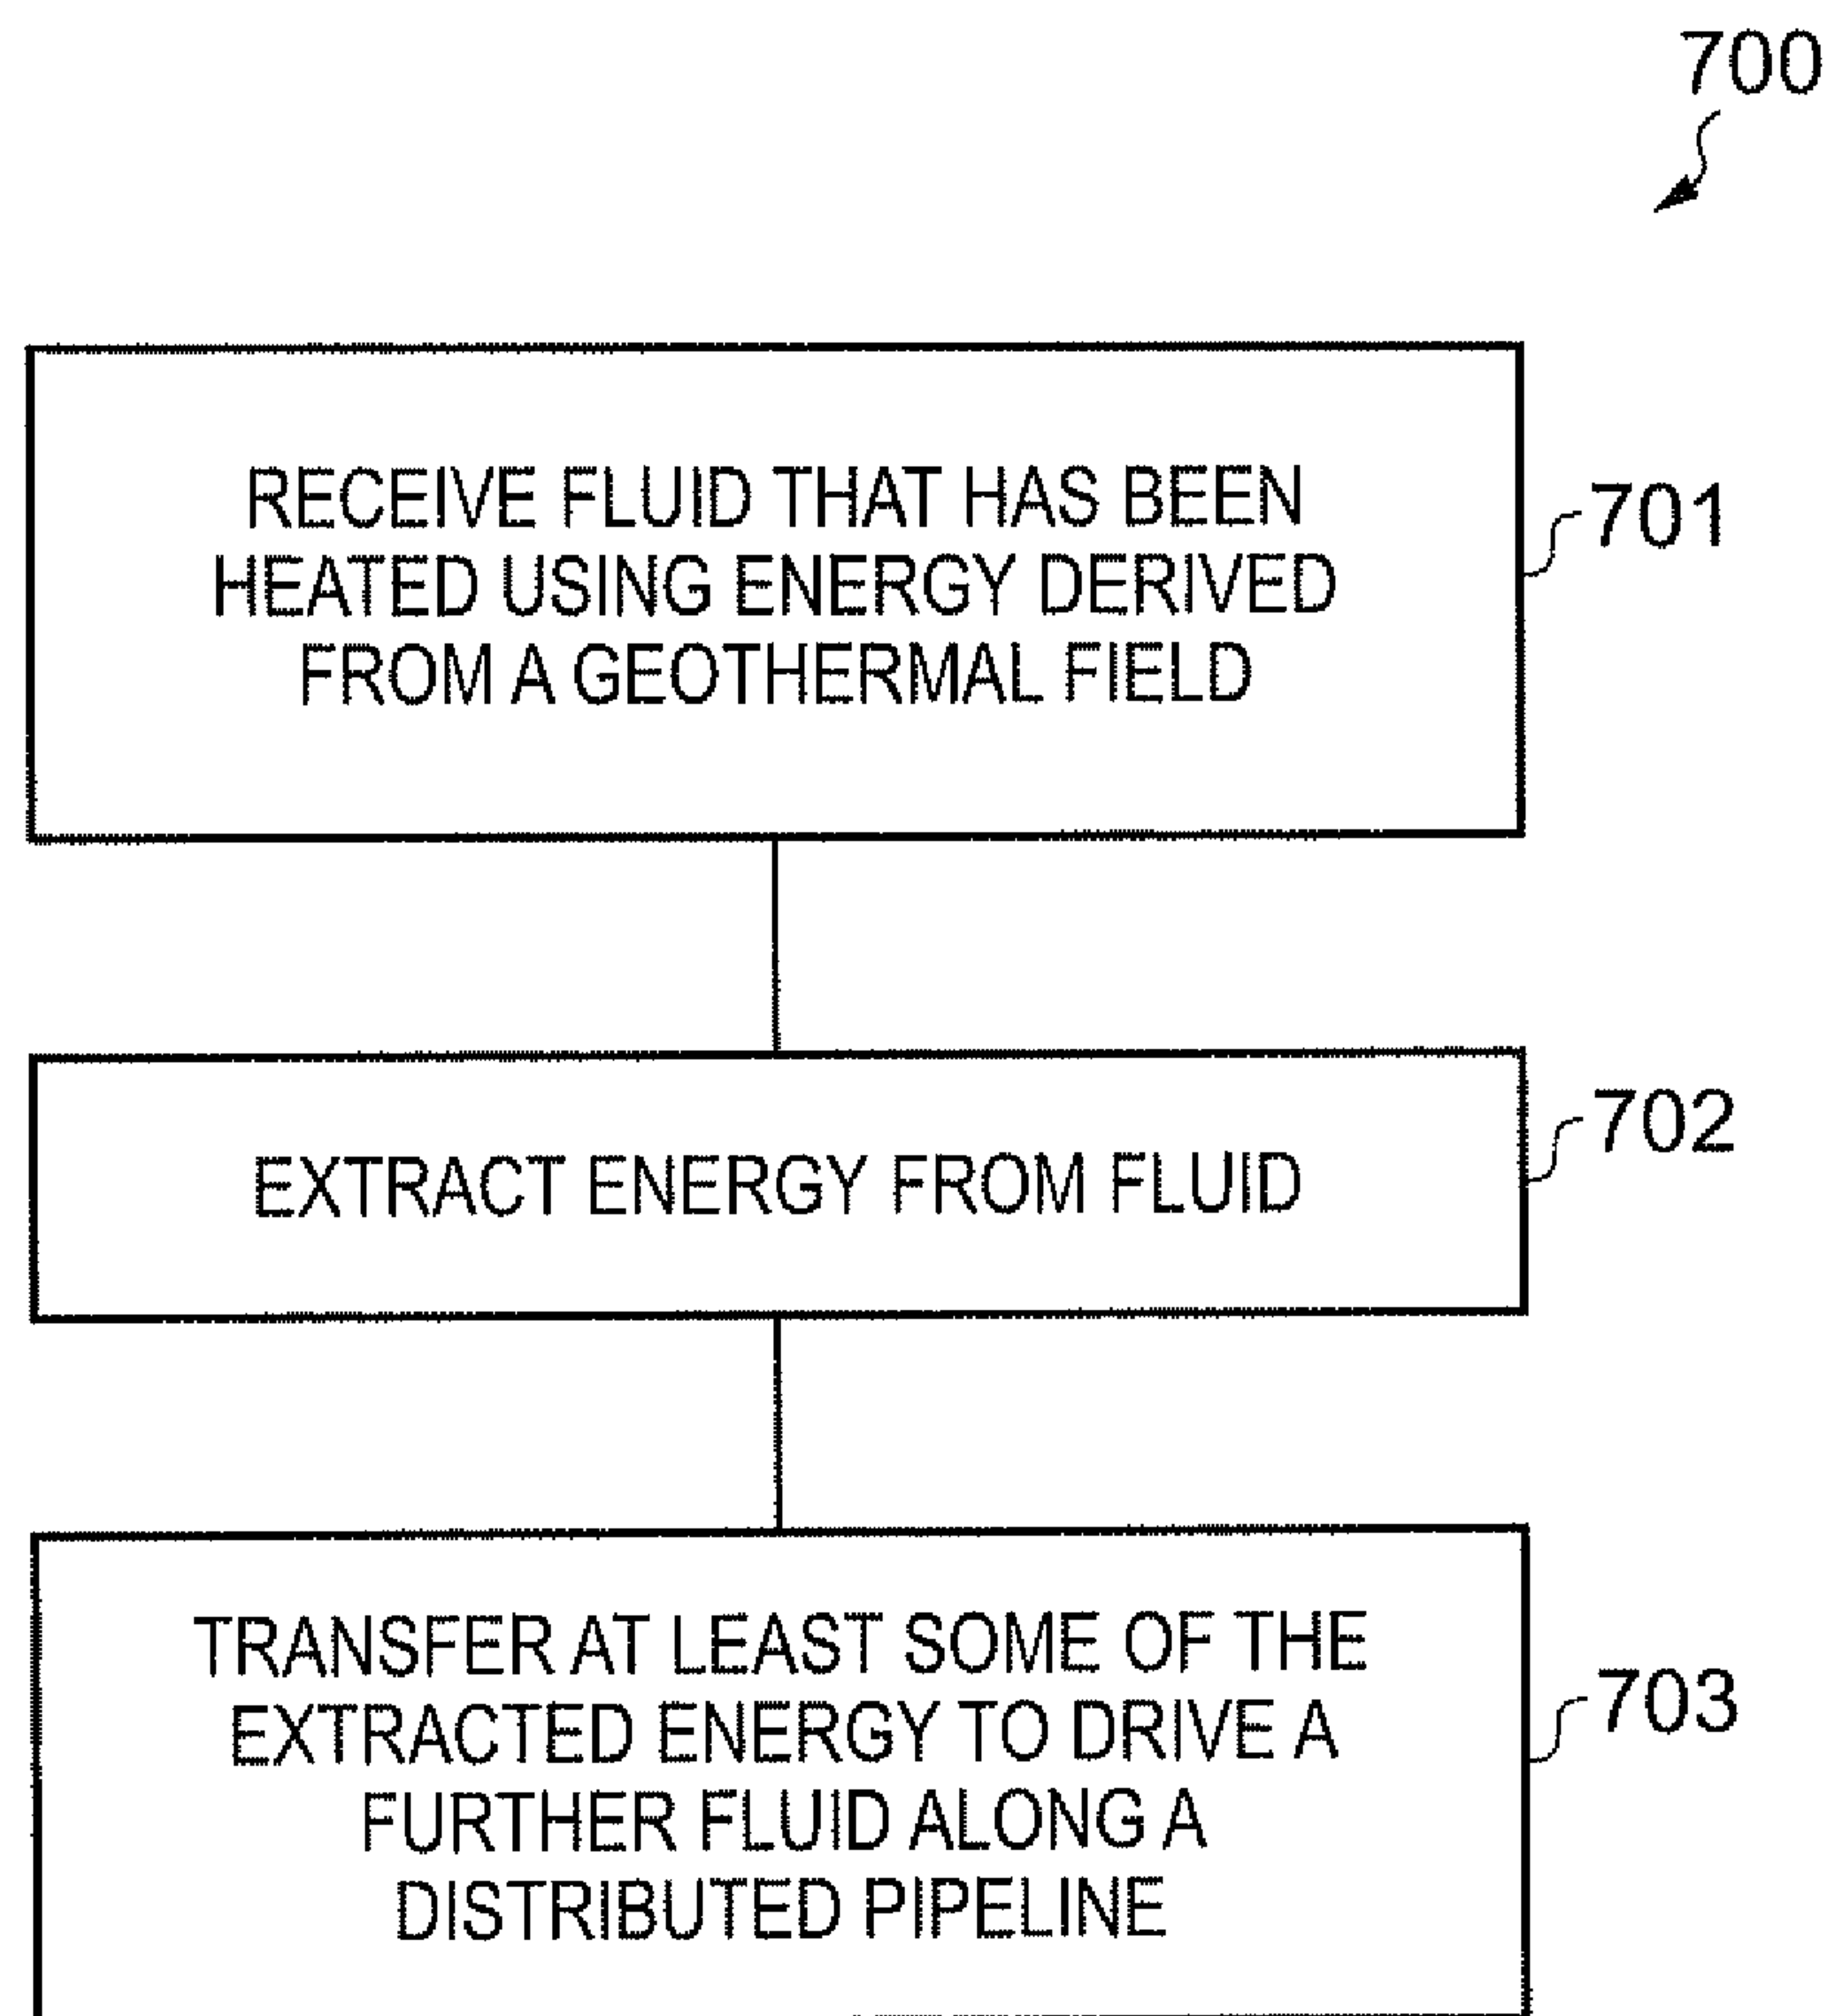 700
RECEIVE FLUID THAT HAS BEEN
HEATED USING ENERGY DERIVED
FROM A GEOTHERMAL FIELD
701
EXTRACT ENERGY FROM FLUID
702
TRANSFER AT LEAST SOME OF THE
EXTRACTED ENERGY TO DRIVE A
FURTHER FLUID ALONG A
DISTRIBUTED PIPELINE
703